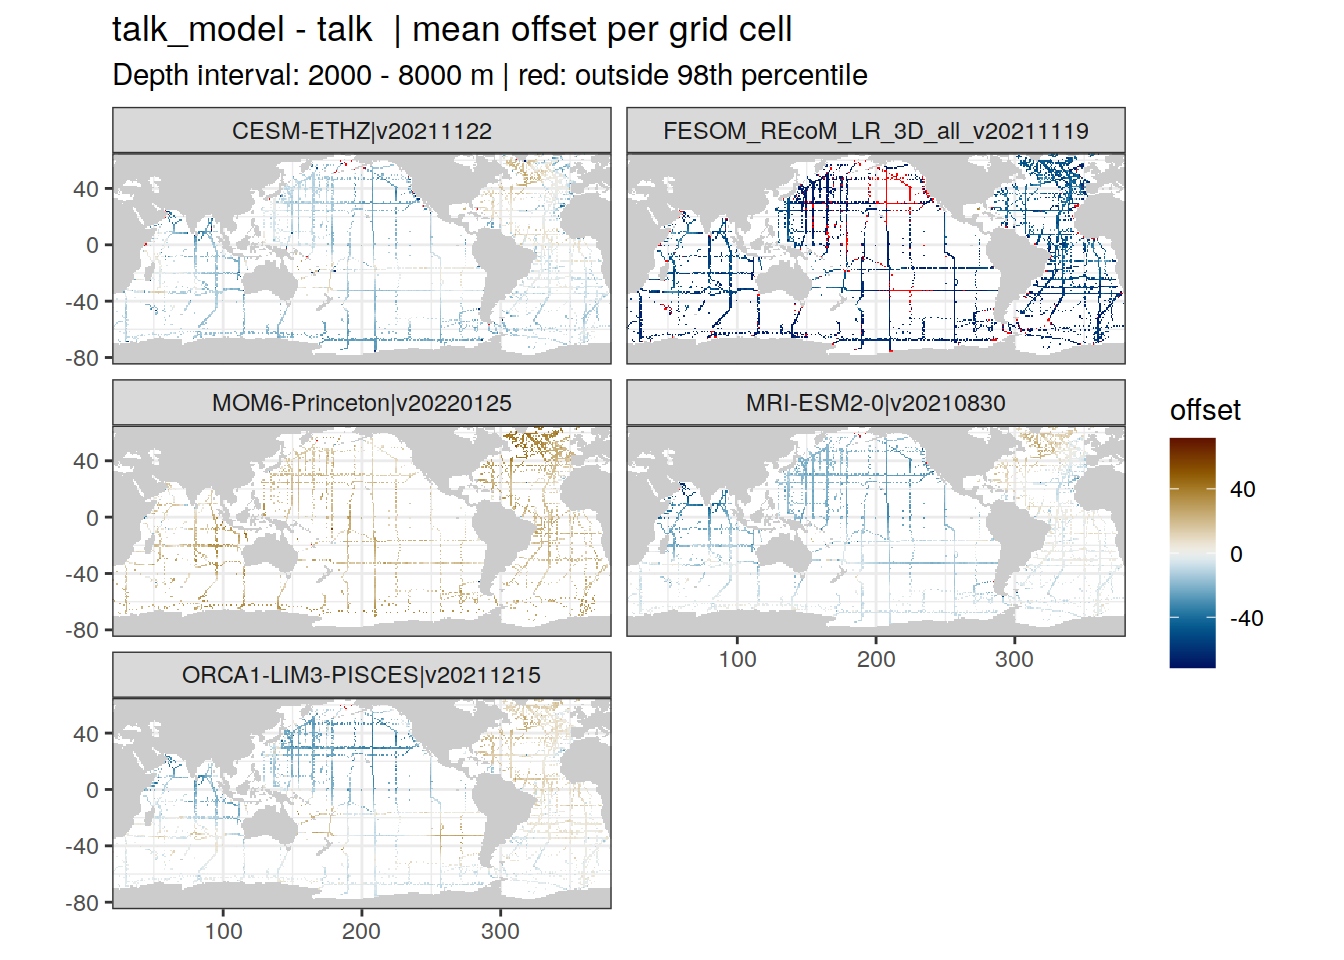 talk_model - talk  | mean offset per grid cell
Depth interval: 2000 - 8000 m | red: outside 98th percentile
CESM-ETHZ|v20211122
FESOM_REcoM_LR_3D_all_v20211119
40
0
-40
-80
MOM6-Princeton|v20220125
MRI-ESM2-0|v20210830
40
0
-40
-80
100
200
300
ORCA1-LIM3-PISCES|v20211215
40
0
-40
-80
100
200
300
offset
40
0
-40